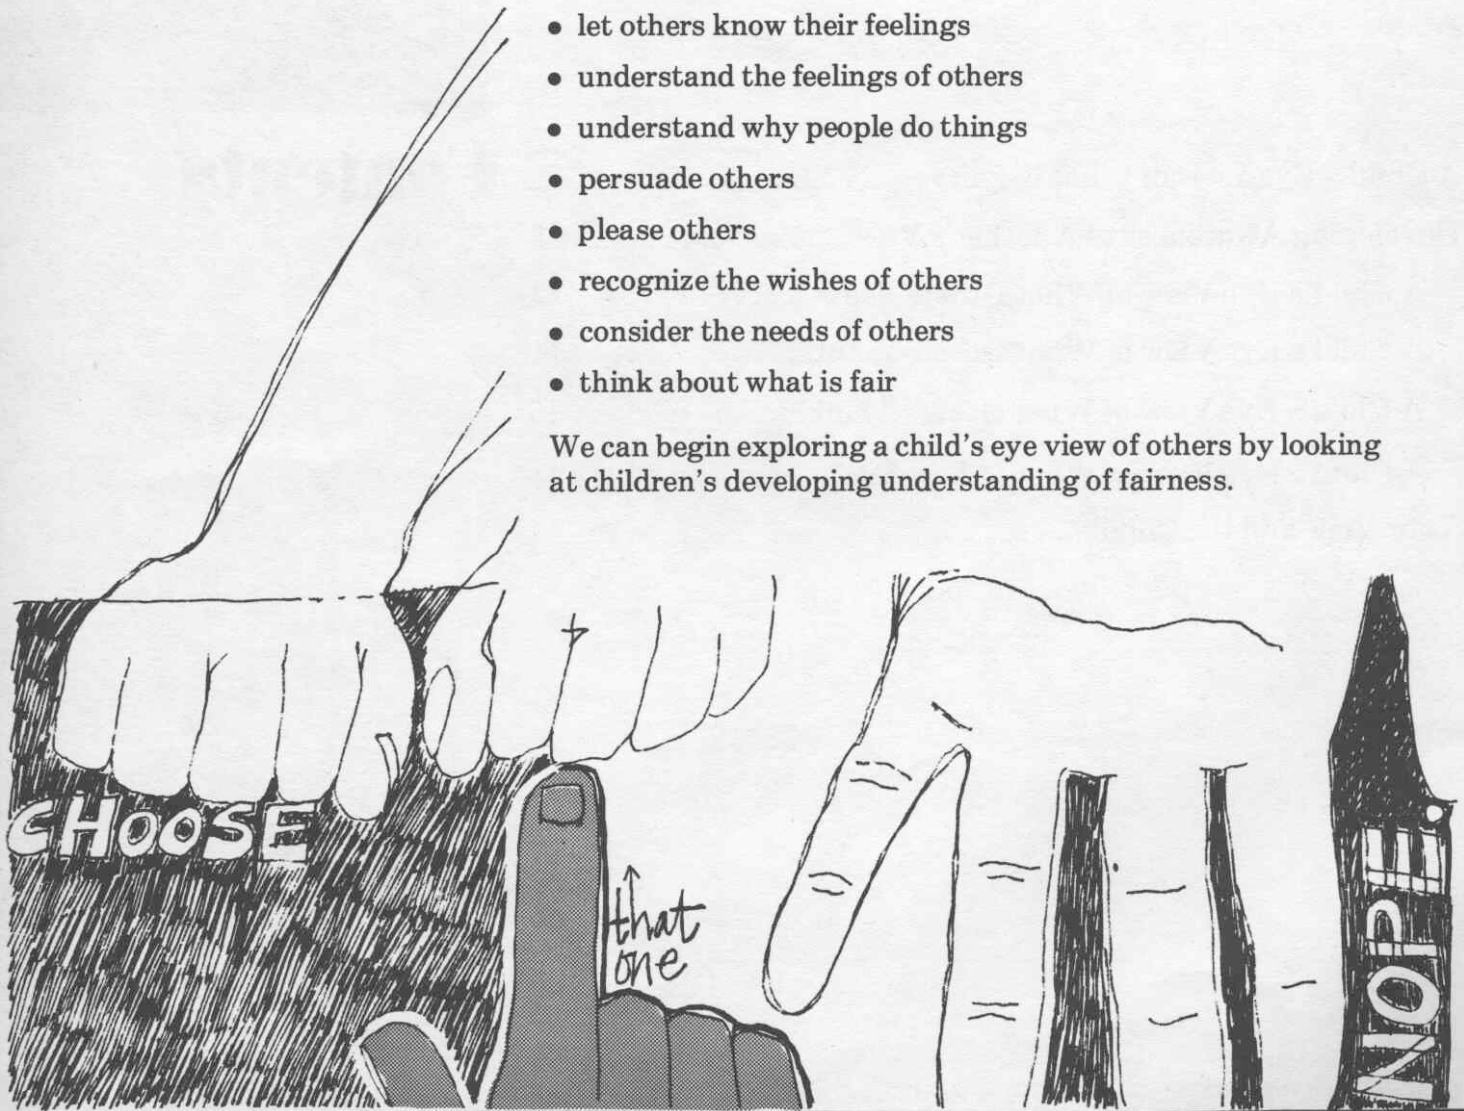 • let others know their feelings
• understand the feelings of others
• understand why people do things
• persuade others
• please others
• recognize the wishes of others
• consider the needs of others
• think about what is fair
We can begin exploring a child's eye view of others by looking
at children's developing understanding of fairness.
CHOOSE
that
one
NOPE